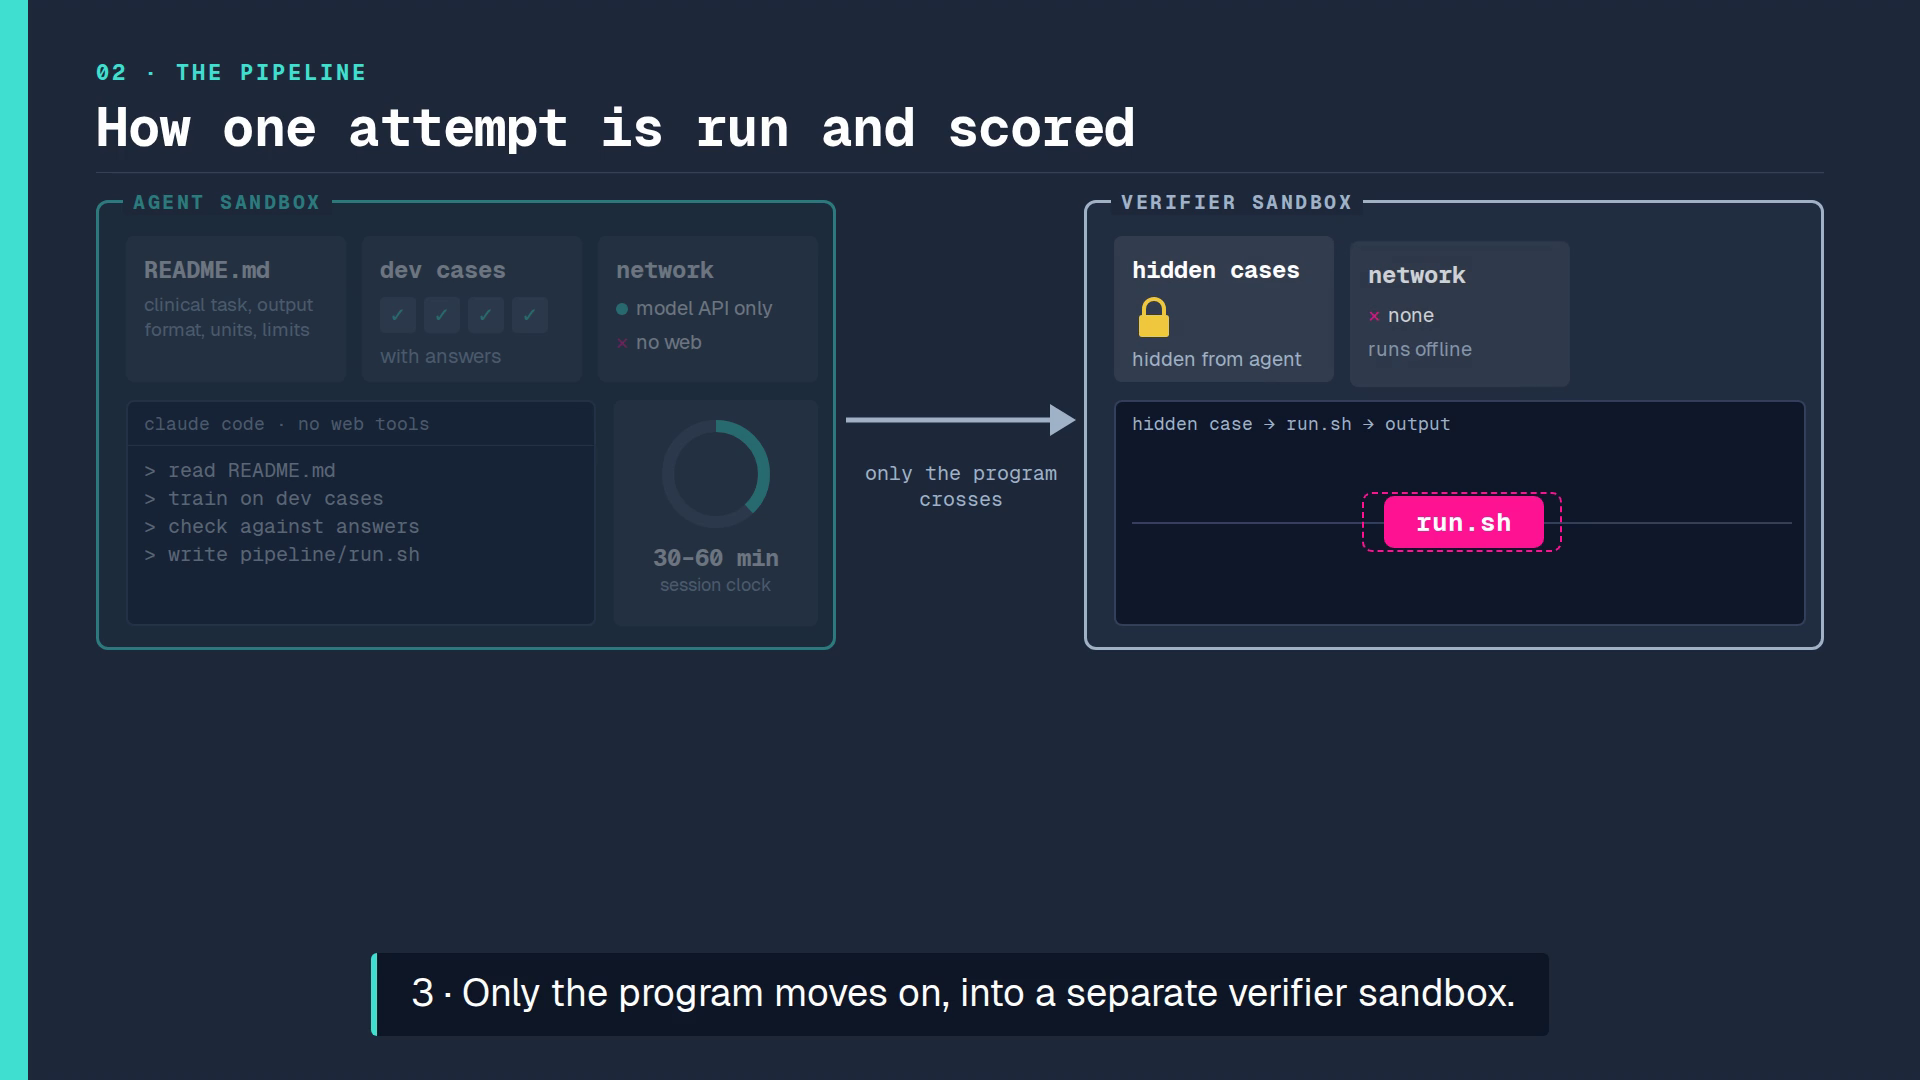 02 · THE PIPELINE
How one attempt is run and scored
AGENT SANDBOX
README.md
clinical task, output
format, units, limits
dev cases
✓ ✓ ✓ ✓
with answers
network
model API only
× no web
claude code · no web tools
> read README.md
> train on dev cases
> check against answers
> write pipeline/run.sh
30–60 min
session clock
only the program
crosses
VERIFIER SANDBOX
hidden cases
hidden from agent
network
× none
runs offline
hidden case → run.sh → output
run.sh
3 · Only the program moves on, into a separate verifier sandbox.